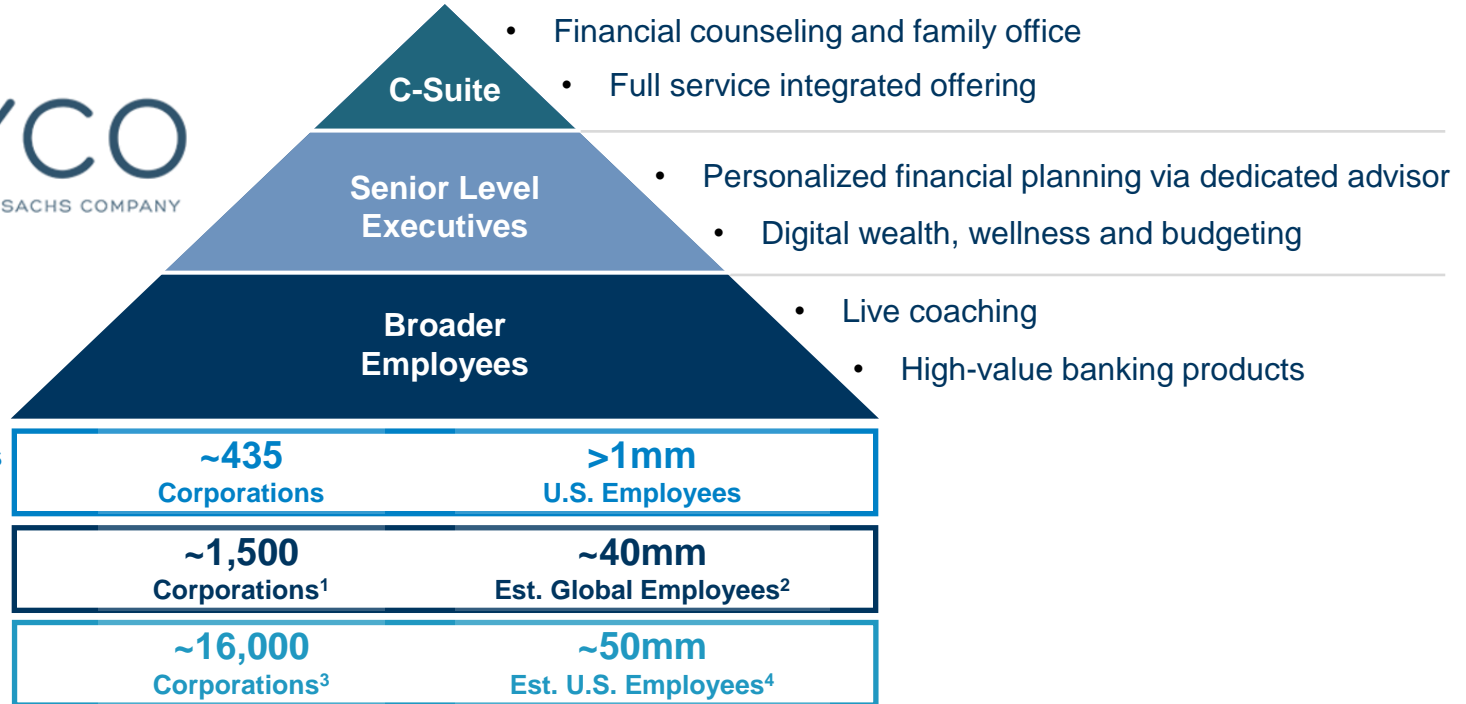 • Financial counseling and family office
C-Suite
• Full service integrated offering
YCO
SACHS COMPANY
Senior Level
Executives
• Personalized financial planning via dedicated advisor
• Digital wealth, wellness and budgeting
Broader
Employees
• Live coaching
• High-value banking products
~435
Corporations
>1mm
U.S. Employees
~1,500
Corporations¹
~40mm
Est. Global Employees²
~16,000
Corporations³
~50mm
Est. U.S. Employees⁴